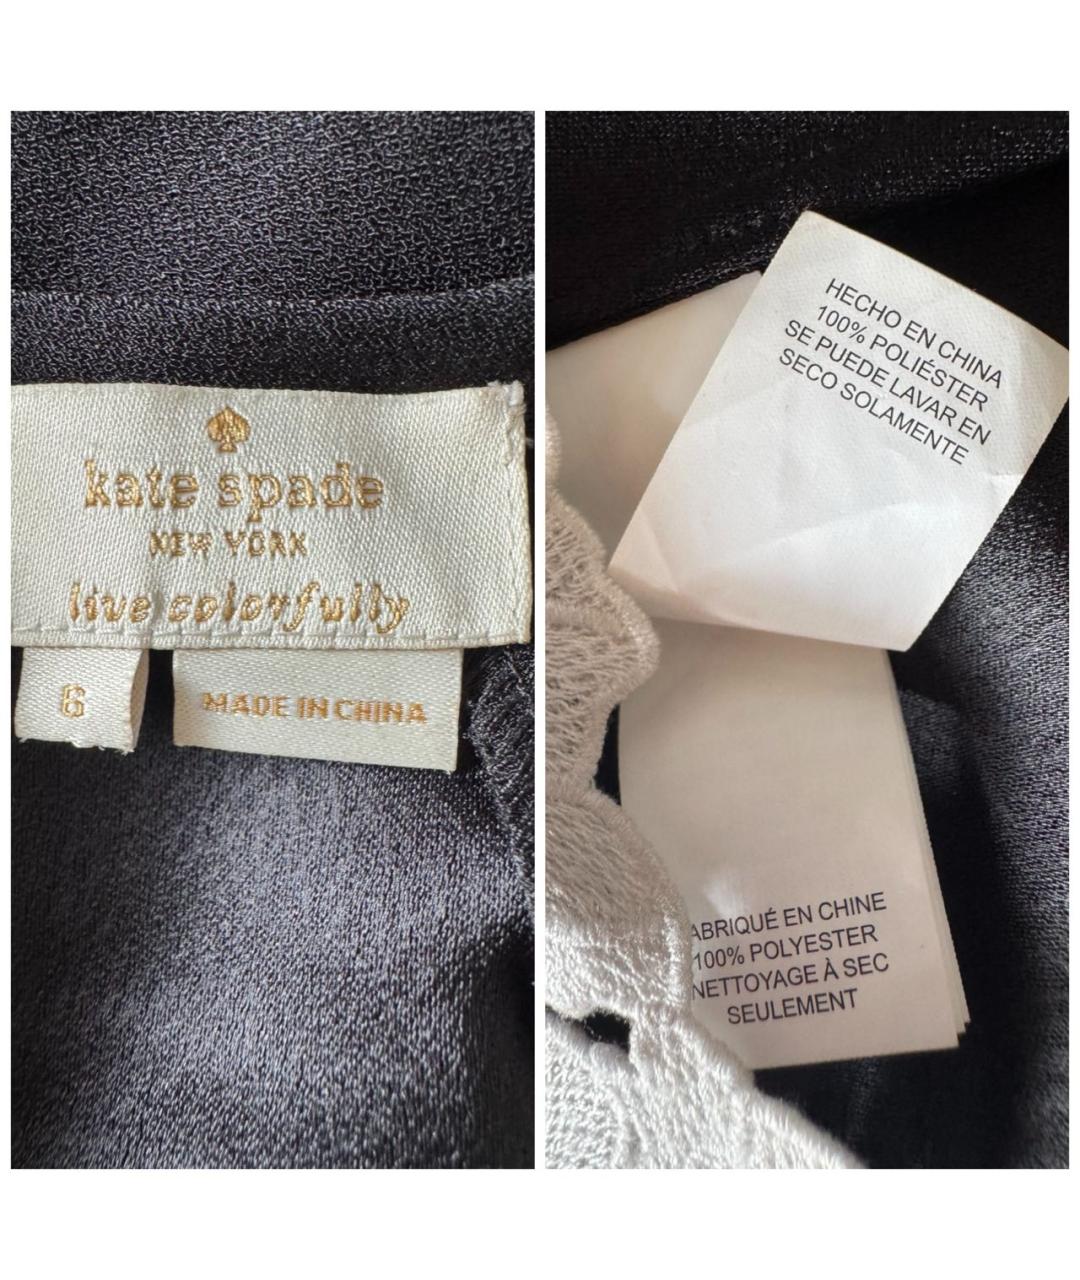 kate spade
NEW YORK
live colorfully
6
MADE IN CHINA
HECHO EN CHINA
100% POLIÉSTER
SE PUEDE LAVAR EN
SECO SOLAMENTE
ABRIQUÉ EN CHINE
100% POLYESTER
NETTOYAGE À SEC
SEULEMENT